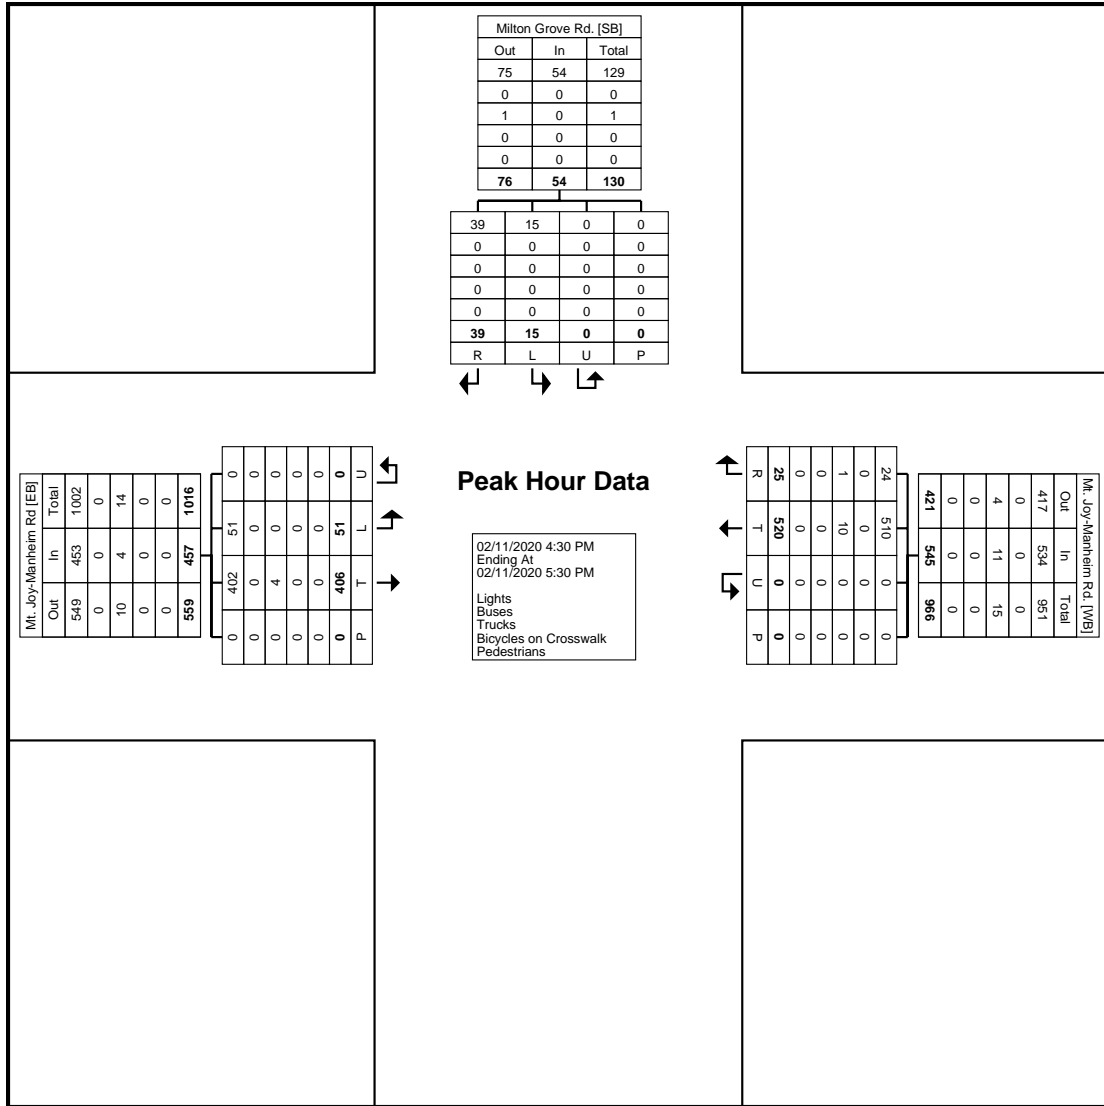 Milton Grove Rd. [SB]
Out In Total
75 54 129
0 0 0
1 0 1
0 0 0
0 0 0
76 54 130
39 15 0 0
0 0 0 0
0 0 0 0
0 0 0 0
0 0 0 0
39 15 0 0
R L U P
Mt. Joy-Manheim Rd [EB]
Total In Out
1002 453 549
0 0 0
14 4 10
0 0 0
0 0 0
1016 457 559
0 51 402 0
0 0 0 0
0 0 4 0
0 0 0 0
0 0 0 0
0 51 406 0
U L T P
Peak Hour Data
02/11/2020 4:30 PM
Ending At
02/11/2020 5:30 PM
Lights
Buses
Trucks
Bicycles on Crosswalk
Pedestrians
R T U P
25 520 0 0
0 0 0 0
0 0 0 0
1 10 0 0
0 0 0 0
24 510 0 0
Mt. Joy-Manheim Rd. [WB]
Out In Total
417 534 951
0 0 0
4 11 15
0 0 0
0 0 0
421 545 966